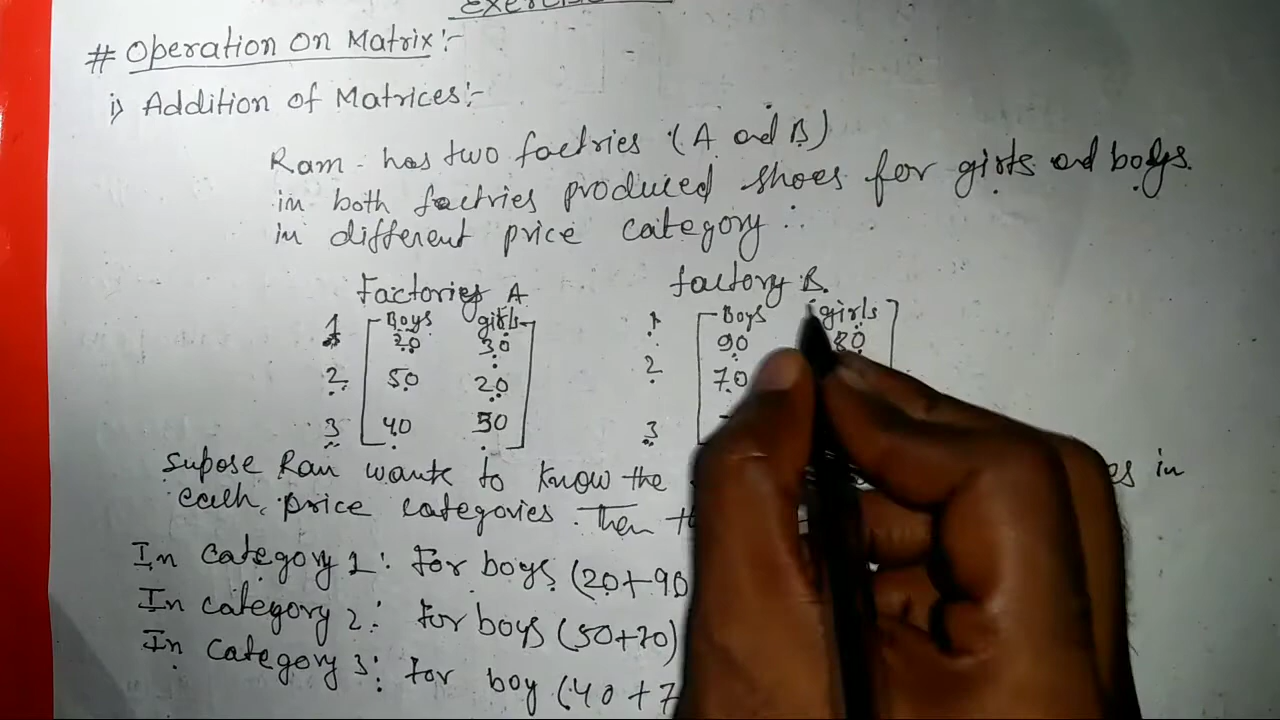 Exercise
# Operation On Matrix:-
i) Addition of Matrices:-
Ram - has two factries (A and B)
in both factries produced shoes for girls and boys.
in different price category :
Factories A
factory B.
Boys girls
Boys girls
1 20 30
1 90 80
2. 50 20
2 70
3 40 50
3
Supose Ram wants to know the
es in
each, price categories. Then
In category 1: For boys (20+90
In category 2: For boys (50+70)
In category 3: For boy (40+7